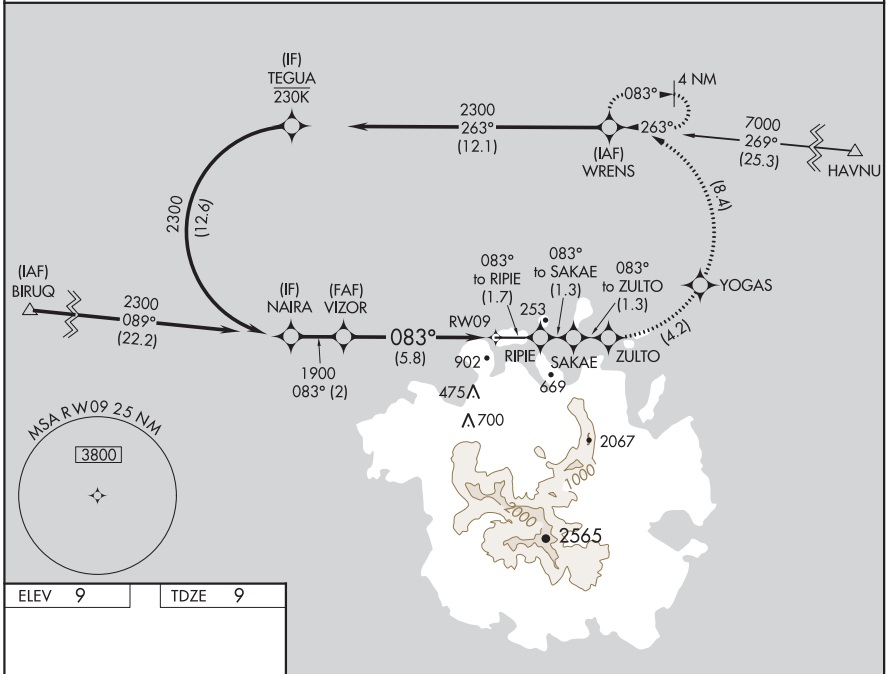 (IF)
TEGUA
230K
083°
4 NM
2300
263°
(12.1)
263°
7000
269°
(25.3)
(IAF)
WRENS
HAVNU
2300
(12.6)
(8.4)
(IAF)
BIRUQ
2300
089°
(22.2)
(IF)
NAIRA
(FAF)
VIZOR
083°
(5.8)
RW09
083°
to RIPIE
(1.7)
083°
to SAKAE
(1.3)
083°
to ZULTO
(1.3)
YOGAS
253
(4.2)
RIPIE
SAKAE
ZULTO
1900
083° (2)
902
669
475
700
2067
1000
2000
2565
MSA RW09 25 NM
3800
ELEV 9
TDZE 9